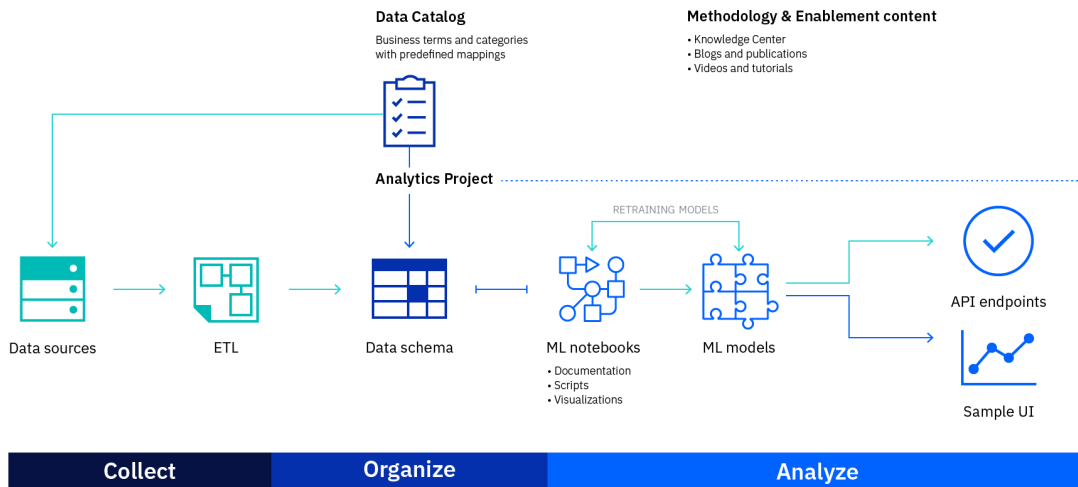 Data Catalog
Business terms and categories
with predefined mappings
Methodology & Enablement content
• Knowledge Center
• Blogs and publications
• Videos and tutorials
Analytics Project
RETRAINING MODELS
Data sources
ETL
Data schema
ML notebooks
• Documentation
• Scripts
• Visualizations
ML models
API endpoints
Sample UI
Collect
Organize
Analyze